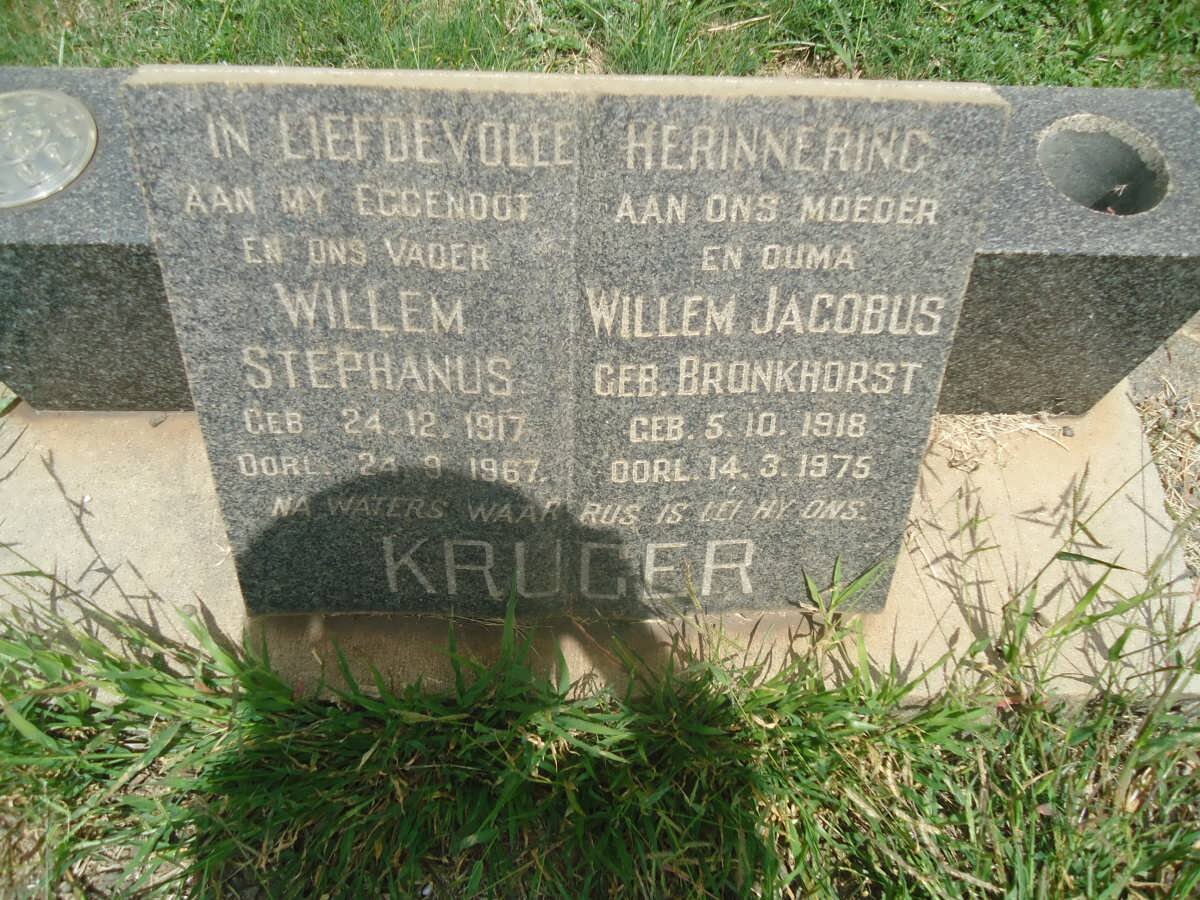 IN LIEFDEVOLLE HERINNERING
AAN MY EGGENOOT
EN ONS VADER
WILLEM
STEPHANUS
GEB 24.12.1917
OORL. 24.9.1967.
AAN ONS MOEDER
EN OUMA
WILLEM JACOBUS
GEB. BRONKHORST
GEB. 5.10.1918
OORL. 14.3.1975
NA WATERS WAAR RUS IS LEI HY ONS.
KRUGER